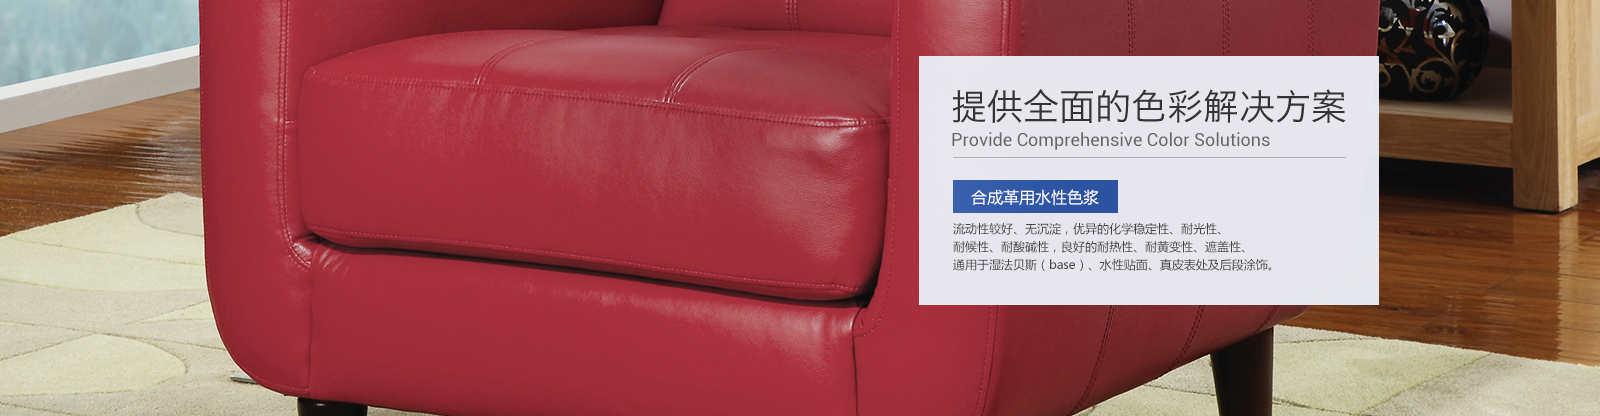 提供全面的色彩解决方案
Provide Comprehensive Color Solutions
合成革用水性色浆
流动性较好、无沉淀，优异的化学稳定性、耐光性、
耐候性、耐酸碱性，良好的耐热性、耐黄变性、遮盖性、
通用于湿法贝斯（base）、水性贴面、真皮表处及后段涂饰。